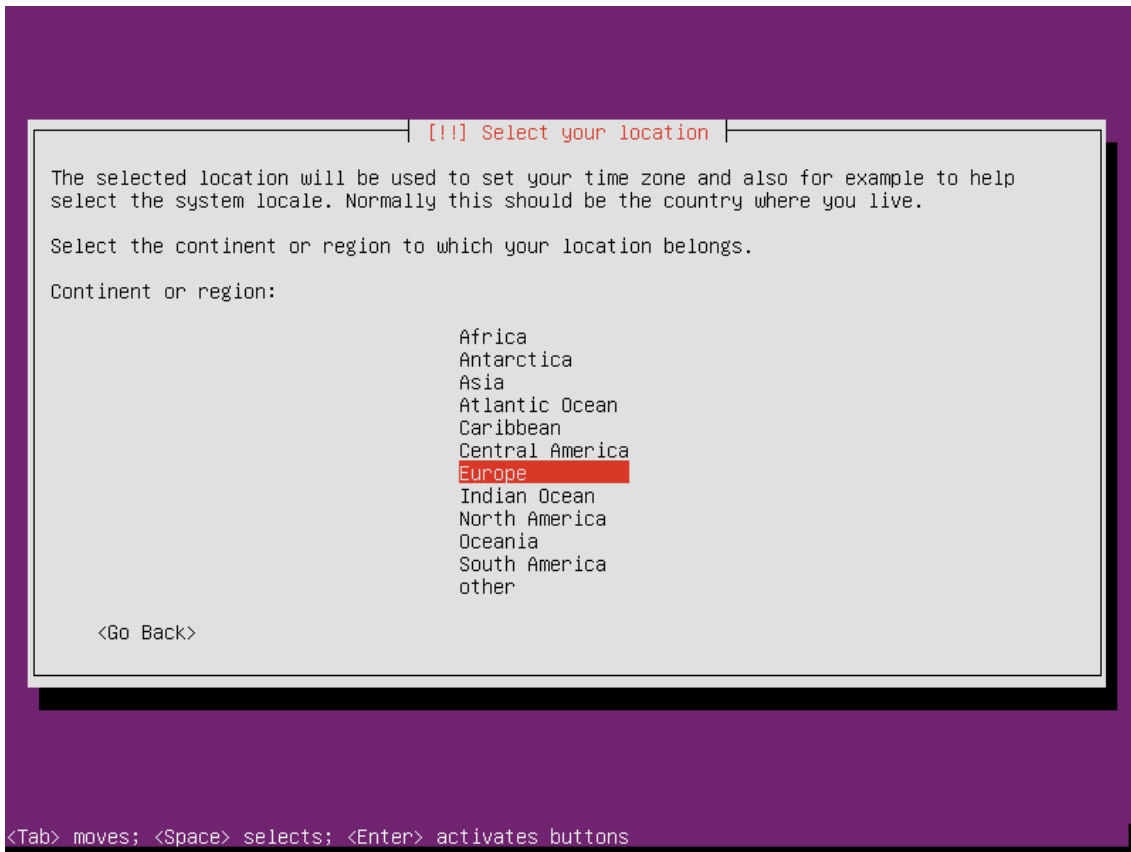 [!!] Select your location
The selected location will be used to set your time zone and also for example to help
select the system locale. Normally this should be the country where you live.
Select the continent or region to which your location belongs.
Continent or region:
Africa
Antarctica
Asia
Atlantic Ocean
Caribbean
Central America
Europe
Indian Ocean
North America
Oceania
South America
other
<Go Back>
<Tab> moves; <Space> selects; <Enter> activates buttons